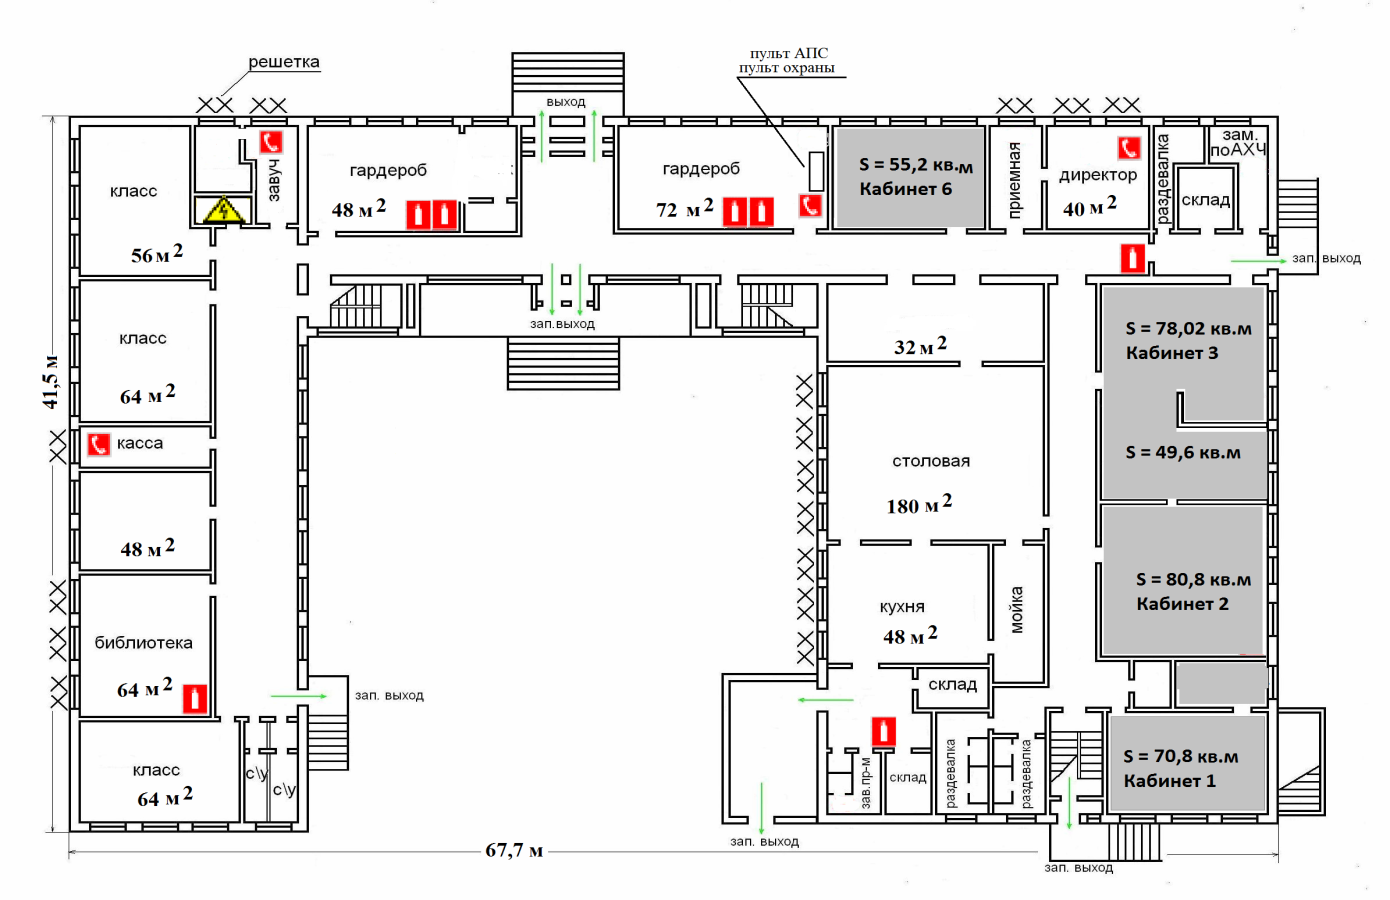 решетка
пульт АПС
пульт охраны
выход
класс
56 м 2
завуч
гардероб
48 м 2
гардероб
72 м 2
S = 55,2 кв.м
Кабинет 6
приемная
директор
40 м 2
раздевалка
зам.
поАХЧ
склад
зап. выход
зап.выход
41,5 м
класс
64 м 2
касса
48 м 2
библиотека
64 м 2
зап. выход
класс
64 м 2
с\у
с\у
32 м 2
столовая
180 м 2
кухня
48 м 2
мойка
склад
S = 78,02 кв.м
Кабинет 3
S = 49,6 кв.м
S = 80,8 кв.м
Кабинет 2
S = 70,8 кв.м
Кабинет 1
зав.пр-м
склад
раздевалка
раздевалка
зап. выход
зап. выход
67,7 м